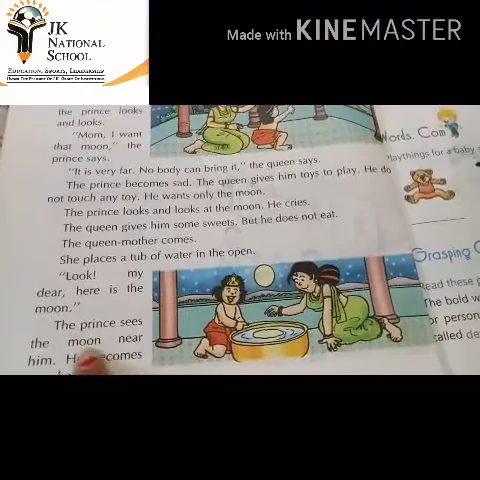 JK
NATIONAL
SCHOOL
EDUCATION, SPORTS, LEADERSHIP
Made with KINEMASTER
the prince looks
and looks.
"Mom, I want
that moon," the
prince says.
"It is very far. No body can bring it," the queen says.
The prince becomes sad. The queen gives him toys to play. He do
not touch any toy. He wants only the moon.
The prince looks and looks at the moon. He cries.
The queen gives him some sweets. But he does not eat.
The queen-mother comes.
She places a tub of water in the open.
"Look! my
dear, here is the
moon."
The prince sees
the moon near
him.
Words. Com
laythings for a baby
Grasping
ead these
The bold w
or person
called de